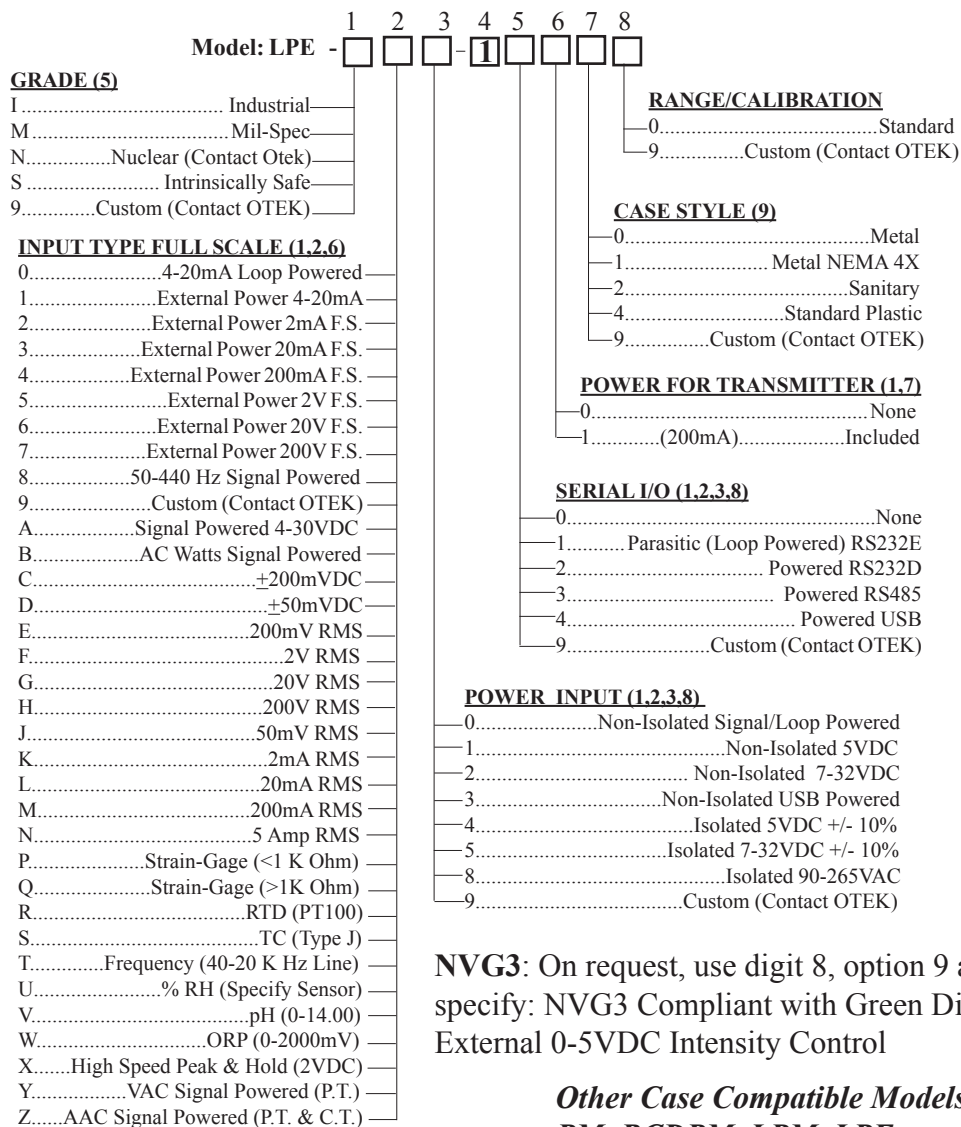 1 2 3 4 5 6 7 8
Model: LPE - - 1
GRADE (5)
I.................................. Industrial
M.................................Mil-Spec
N..............Nuclear (Contact Otek)
S ....................... Intrinsically Safe
9..............Custom (Contact OTEK)
INPUT TYPE FULL SCALE (1,2,6)
0.......................4-20mA Loop Powered
1.....................External Power 4-20mA
2....................External Power 2mA F.S.
3..................External Power 20mA F.S.
4................External Power 200mA F.S.
5.......................External Power 2V F.S.
6.....................External Power 20V F.S.
7...................External Power 200V F.S.
8................50-440 Hz Signal Powered
9....................Custom (Contact OTEK)
A.................Signal Powered 4-30VDC
B..................AC Watts Signal Powered
C....................................±200mVDC
D......................................±50mVDC
E...................................200mV RMS
F........................................2V RMS
G......................................20V RMS
H.....................................200V RMS
J......................................50mV RMS
K......................................2mA RMS
L.....................................20mA RMS
M...................................200mA RMS
N...................................5 Amp RMS
P.................Strain-Gage (<1 K Ohm)
Q..................Strain-Gage (>1K Ohm)
R..................................RTD (PT100)
S....................................TC (Type J)
T..............Frequency (40-20 K Hz Line)
U....................% RH (Specify Sensor)
V.................................pH (0-14.00)
W...........................ORP (0-2000mV)
X.......High Speed Peak & Hold (2VDC)
Y...................VAC Signal Powered (P.T.)
Z......AAC Signal Powered (P.T. & C.T.)
RANGE/CALIBRATION
0....................................Standard
9................Custom (Contact OTEK)
CASE STYLE (9)
0..........................................Metal
1......................... Metal NEMA 4X
2.....................................Sanitary
4...........................Standard Plastic
9.................Custom (Contact OTEK)
POWER FOR TRANSMITTER (1,7)
0..............................................None
1............(200mA)...................Included
SERIAL I/O (1,2,3,8)
0....................................................None
1........... Parasitic (Loop Powered) RS232E
2................................... Powered RS232D
3..................................... Powered RS485
4....................................... Powered USB
9.........................Custom (Contact OTEK)
POWER INPUT (1,2,3,8)
0....................Non-Isolated Signal/Loop Powered
1..........................................Non-Isolated 5VDC
2.................................... Non-Isolated 7-32VDC
3...............................Non-Isolated USB Powered
4.....................................Isolated 5VDC +/- 10%
5................................Isolated 7-32VDC +/- 10%
8..........................................Isolated 90-265VAC
9...................................Custom (Contact OTEK)
NVG3: On request, use digit 8, option 9
specify: NVG3 Compliant with Green
External 0-5VDC Intensity Control
Other Case Compatible Models